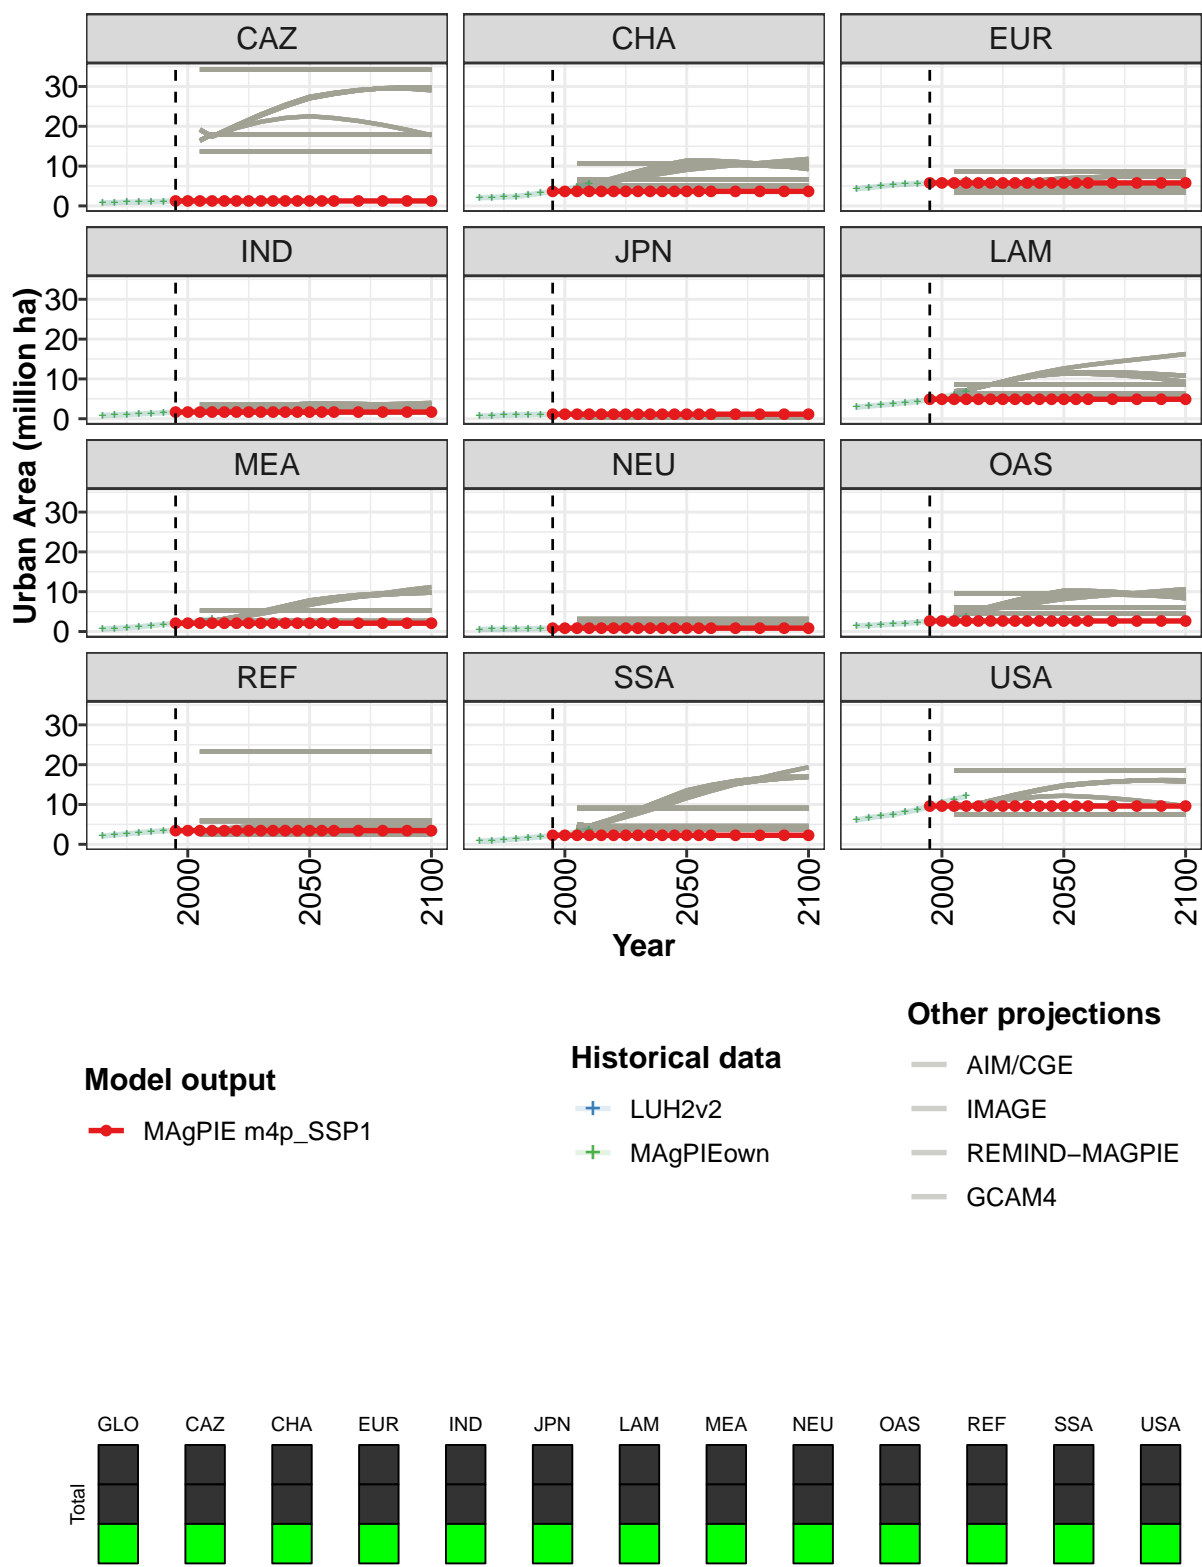 CAZ CHA EUR
30
20
10
0
IND JPN LAM
30
20
10
0
MEA NEU OAS
30
20
10
0
REF SSA USA
30
20
10
0
Urban Area (million ha)
2000 2050 2100 2000 2050 2100 2000 2050 2100
Year
Model output
MAgPIE m4p_SSP1
Historical data
LUH2v2
MAgPIEown
Other projections
AIM/CGE
IMAGE
REMIND−MAGPIE
GCAM4
GLO CAZ CHA EUR IND JPN LAM MEA NEU OAS REF SSA USA
Total